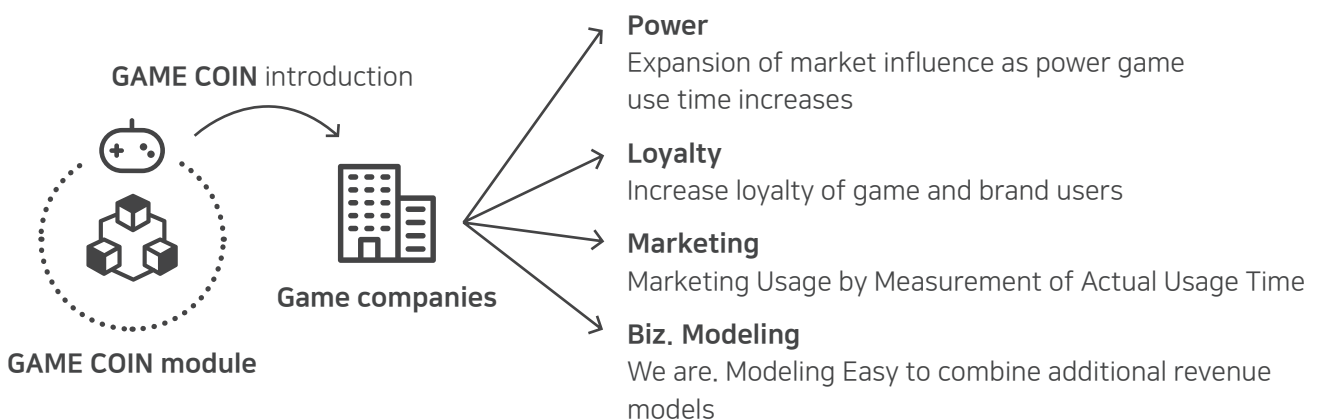 GAME COIN introduction
GAME COIN module
Game companies
Power
Expansion of market influence as power game
use time increases
Loyalty
Increase loyalty of game and brand users
Marketing
Marketing Usage by Measurement of Actual Usage Time
Biz. Modeling
We are. Modeling Easy to combine additional revenue
models